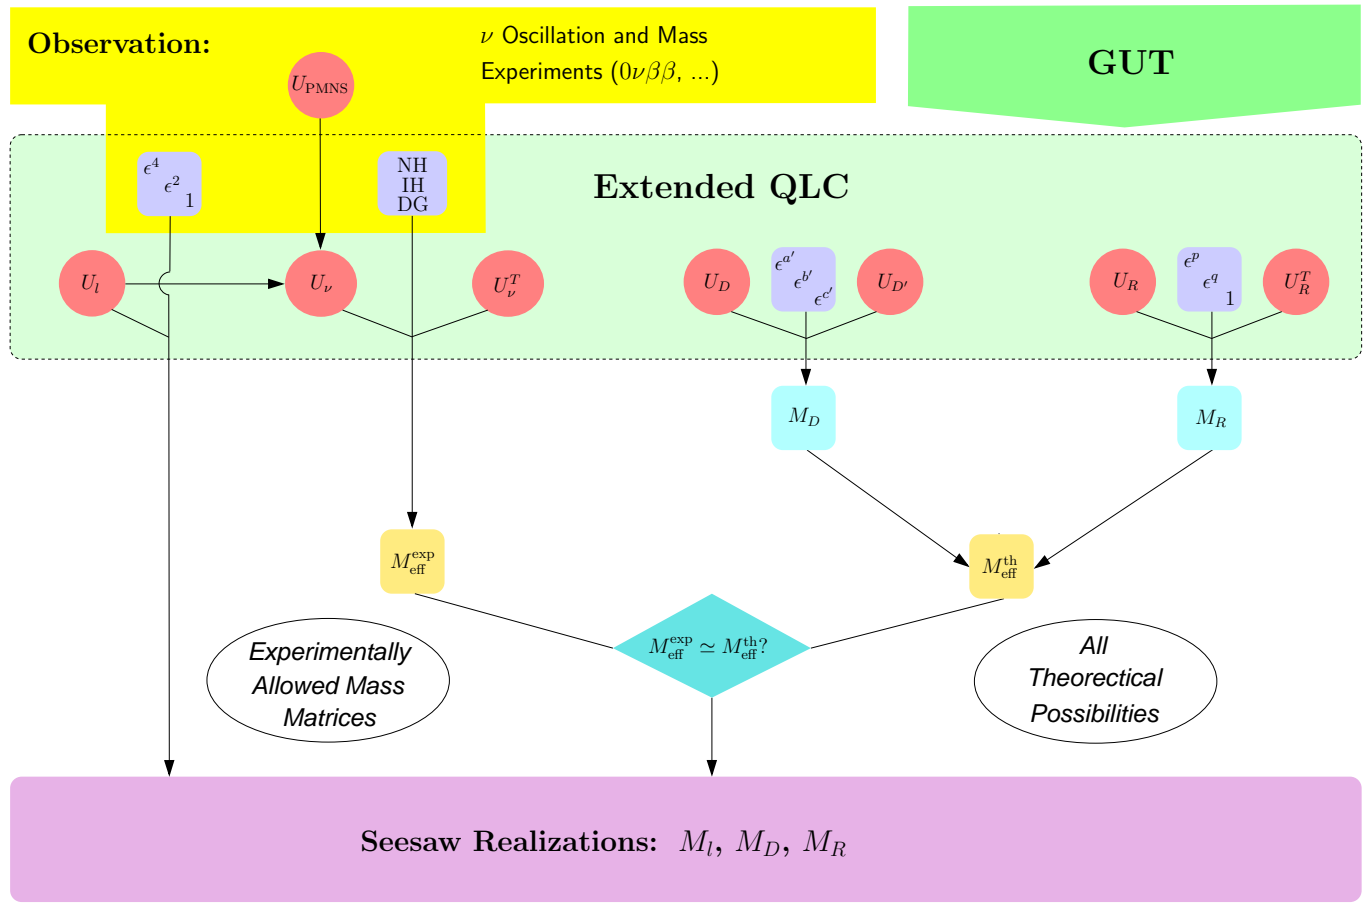 Observation:
ν Oscillation and Mass
Experiments (0νββ, ...)
GUT
U_PMNS
ϵ^4
ϵ^2
1
NH
IH
DG
Extended QLC
U_l
U_ν
U_ν^T
U_D
ϵ^a′
ϵ^b′
ϵ^c′
U_D′
U_R
ϵ^p
ϵ^q
1
U_R^T
M_D
M_R
M_eff^exp
M_eff^th
M_eff^exp ≃ M_eff^th?
Experimentally
Allowed Mass
Matrices
All
Theorectical
Possibilities
Seesaw Realizations: M_l, M_D, M_R